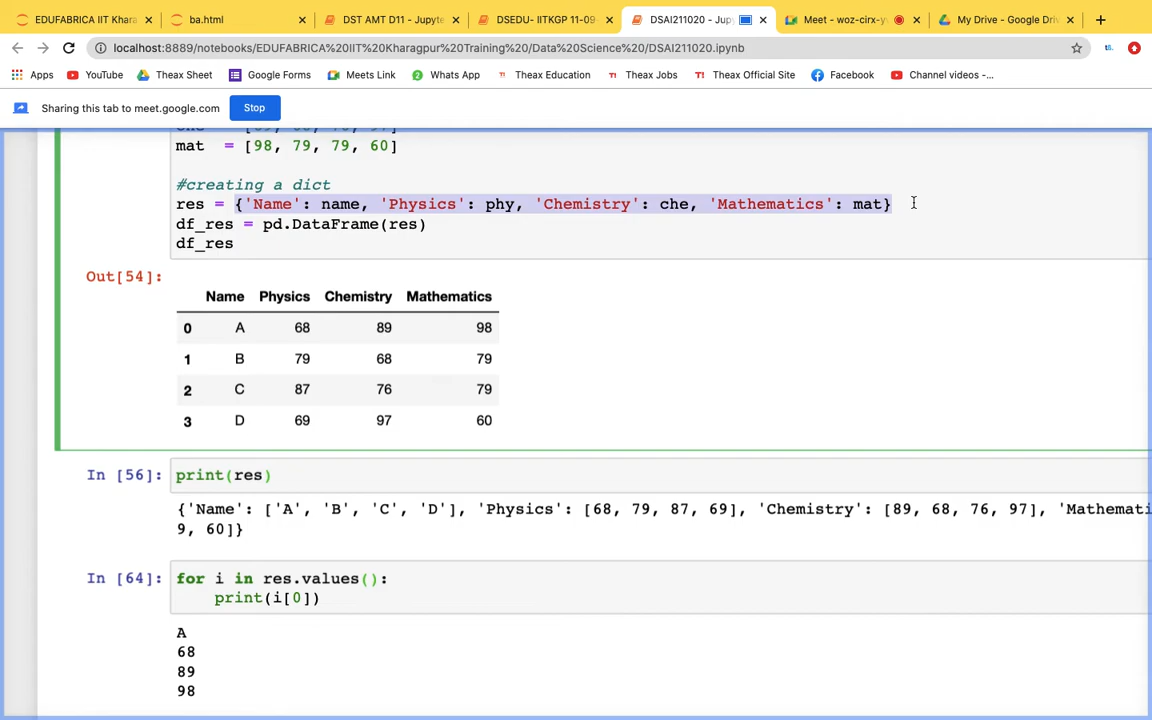 EDUFABRICA IIT Khara
ba.html
DST AMT D11 - Jupyte
DSEDU- IITKGP 11-09-
DSAI211020 - Jup
Meet - woz-cirx-y
My Drive - Google Dri
localhost:8889/notebooks/EDUFABRICA%20IIT%20Kharagpur%20Training%20/Data%20Science%20/DSAI211020.ipynb
Apps YouTube Theax Sheet Google Forms Meets Link Whats App Theax Education Theax Jobs Theax Official Site Facebook Channel videos -...
Sharing this tab to meet.google.com Stop
mat = [98, 79, 79, 60]
#creating a dict
res = {'Name': name, 'Physics': phy, 'Chemistry': che, 'Mathematics': mat}
df_res = pd.DataFrame(res)
df_res
Out[54]:
Name Physics Chemistry Mathematics
0 A 68 89 98
1 B 79 68 79
2 C 87 76 79
3 D 69 97 60
In [56]: print(res)
{'Name': ['A', 'B', 'C', 'D'], 'Physics': [68, 79, 87, 69], 'Chemistry': [89, 68, 76, 97], 'Mathemati
9, 60]}
In [64]: for i in res.values():
print(i[0])
A
68
89
98